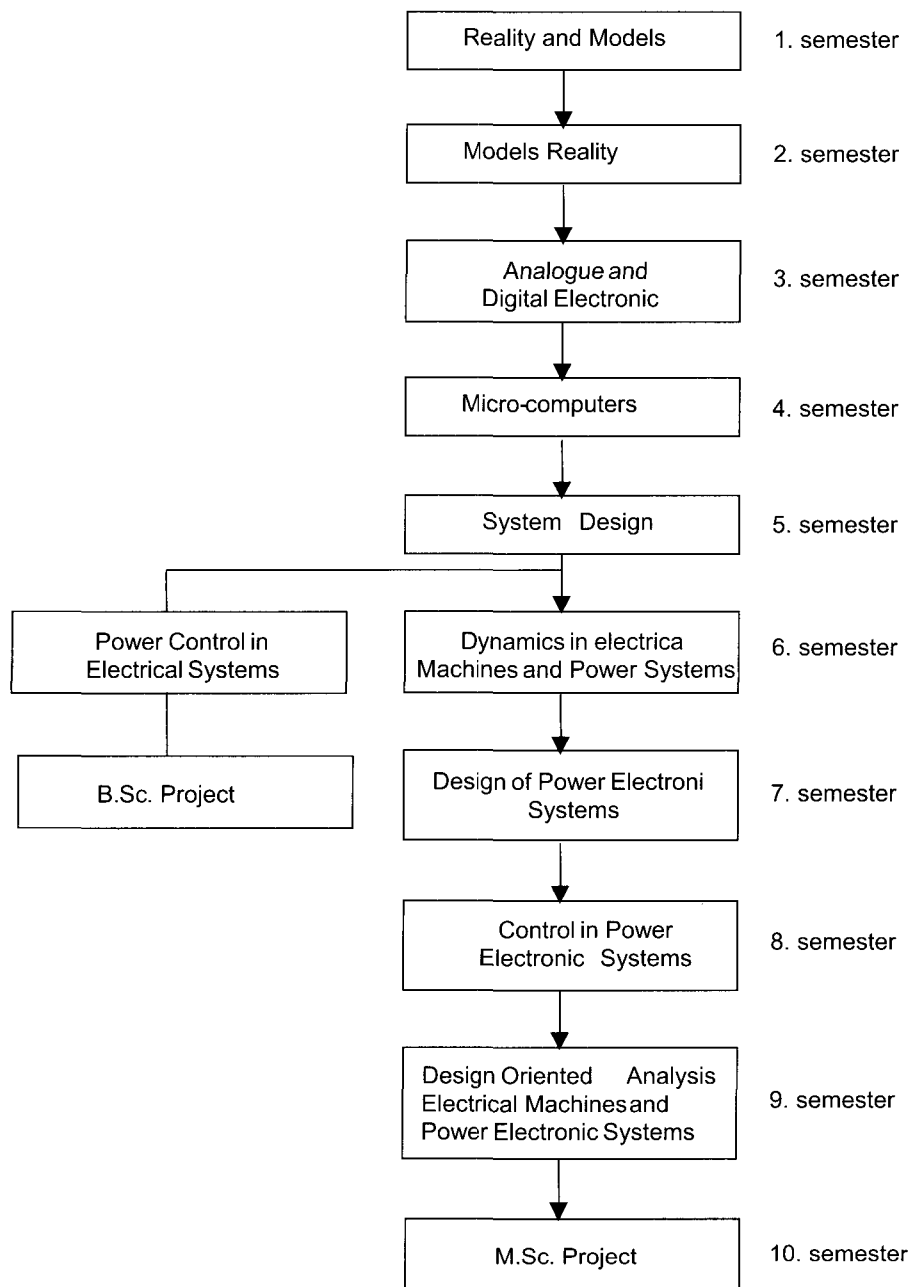 Reality and Models
1. semester
Models Reality
2. semester
Analogue and
Digital Electronic
3. semester
Micro-computers
4. semester
System Design
5. semester
Power Control in
Electrical Systems
Dynamics in electrica
Machines and Power Systems
6. semester
B.Sc. Project
Design of Power Electroni
Systems
7. semester
Control in Power
Electronic Systems
8. semester
Design Oriented Analysis
Electrical Machines and
Power Electronic Systems
9. semester
M.Sc. Project
10. semester